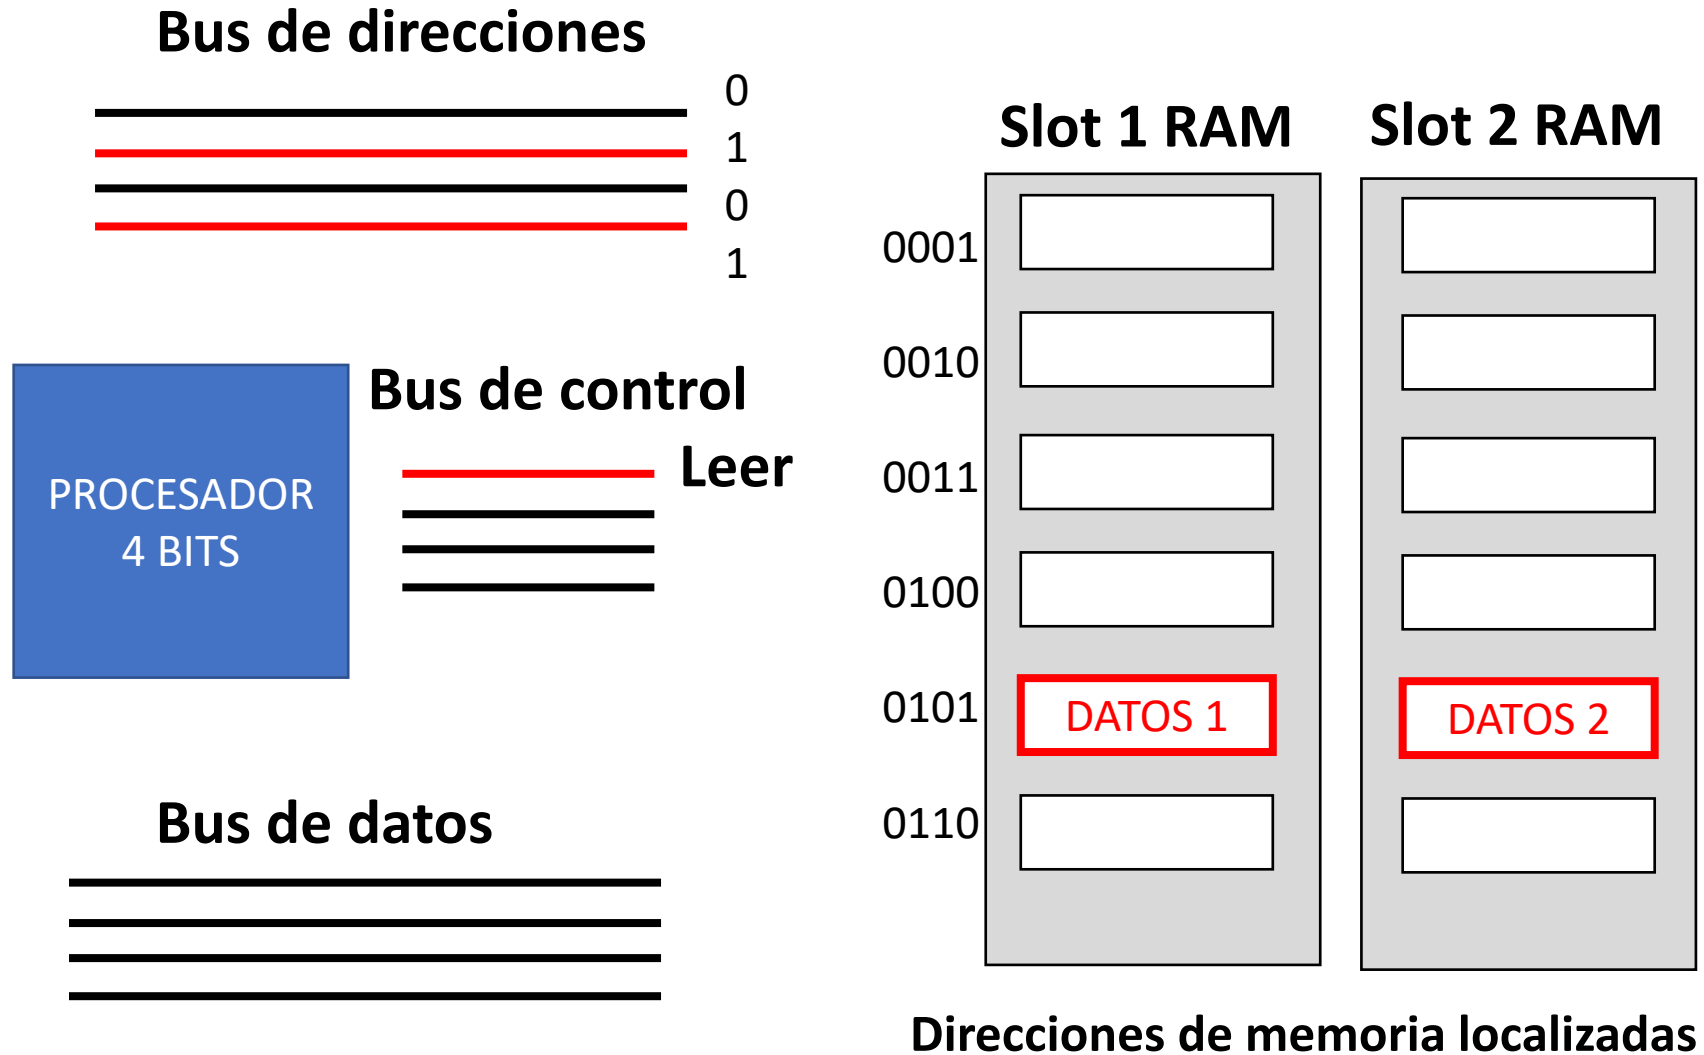 Bus de direcciones
0
1
0
1
Bus de control
Leer
PROCESADOR
4 BITS
Bus de datos
Slot 1 RAM
Slot 2 RAM
0001
0010
0011
0100
0101
DATOS 1
DATOS 2
0110
Direcciones de memoria localizadas